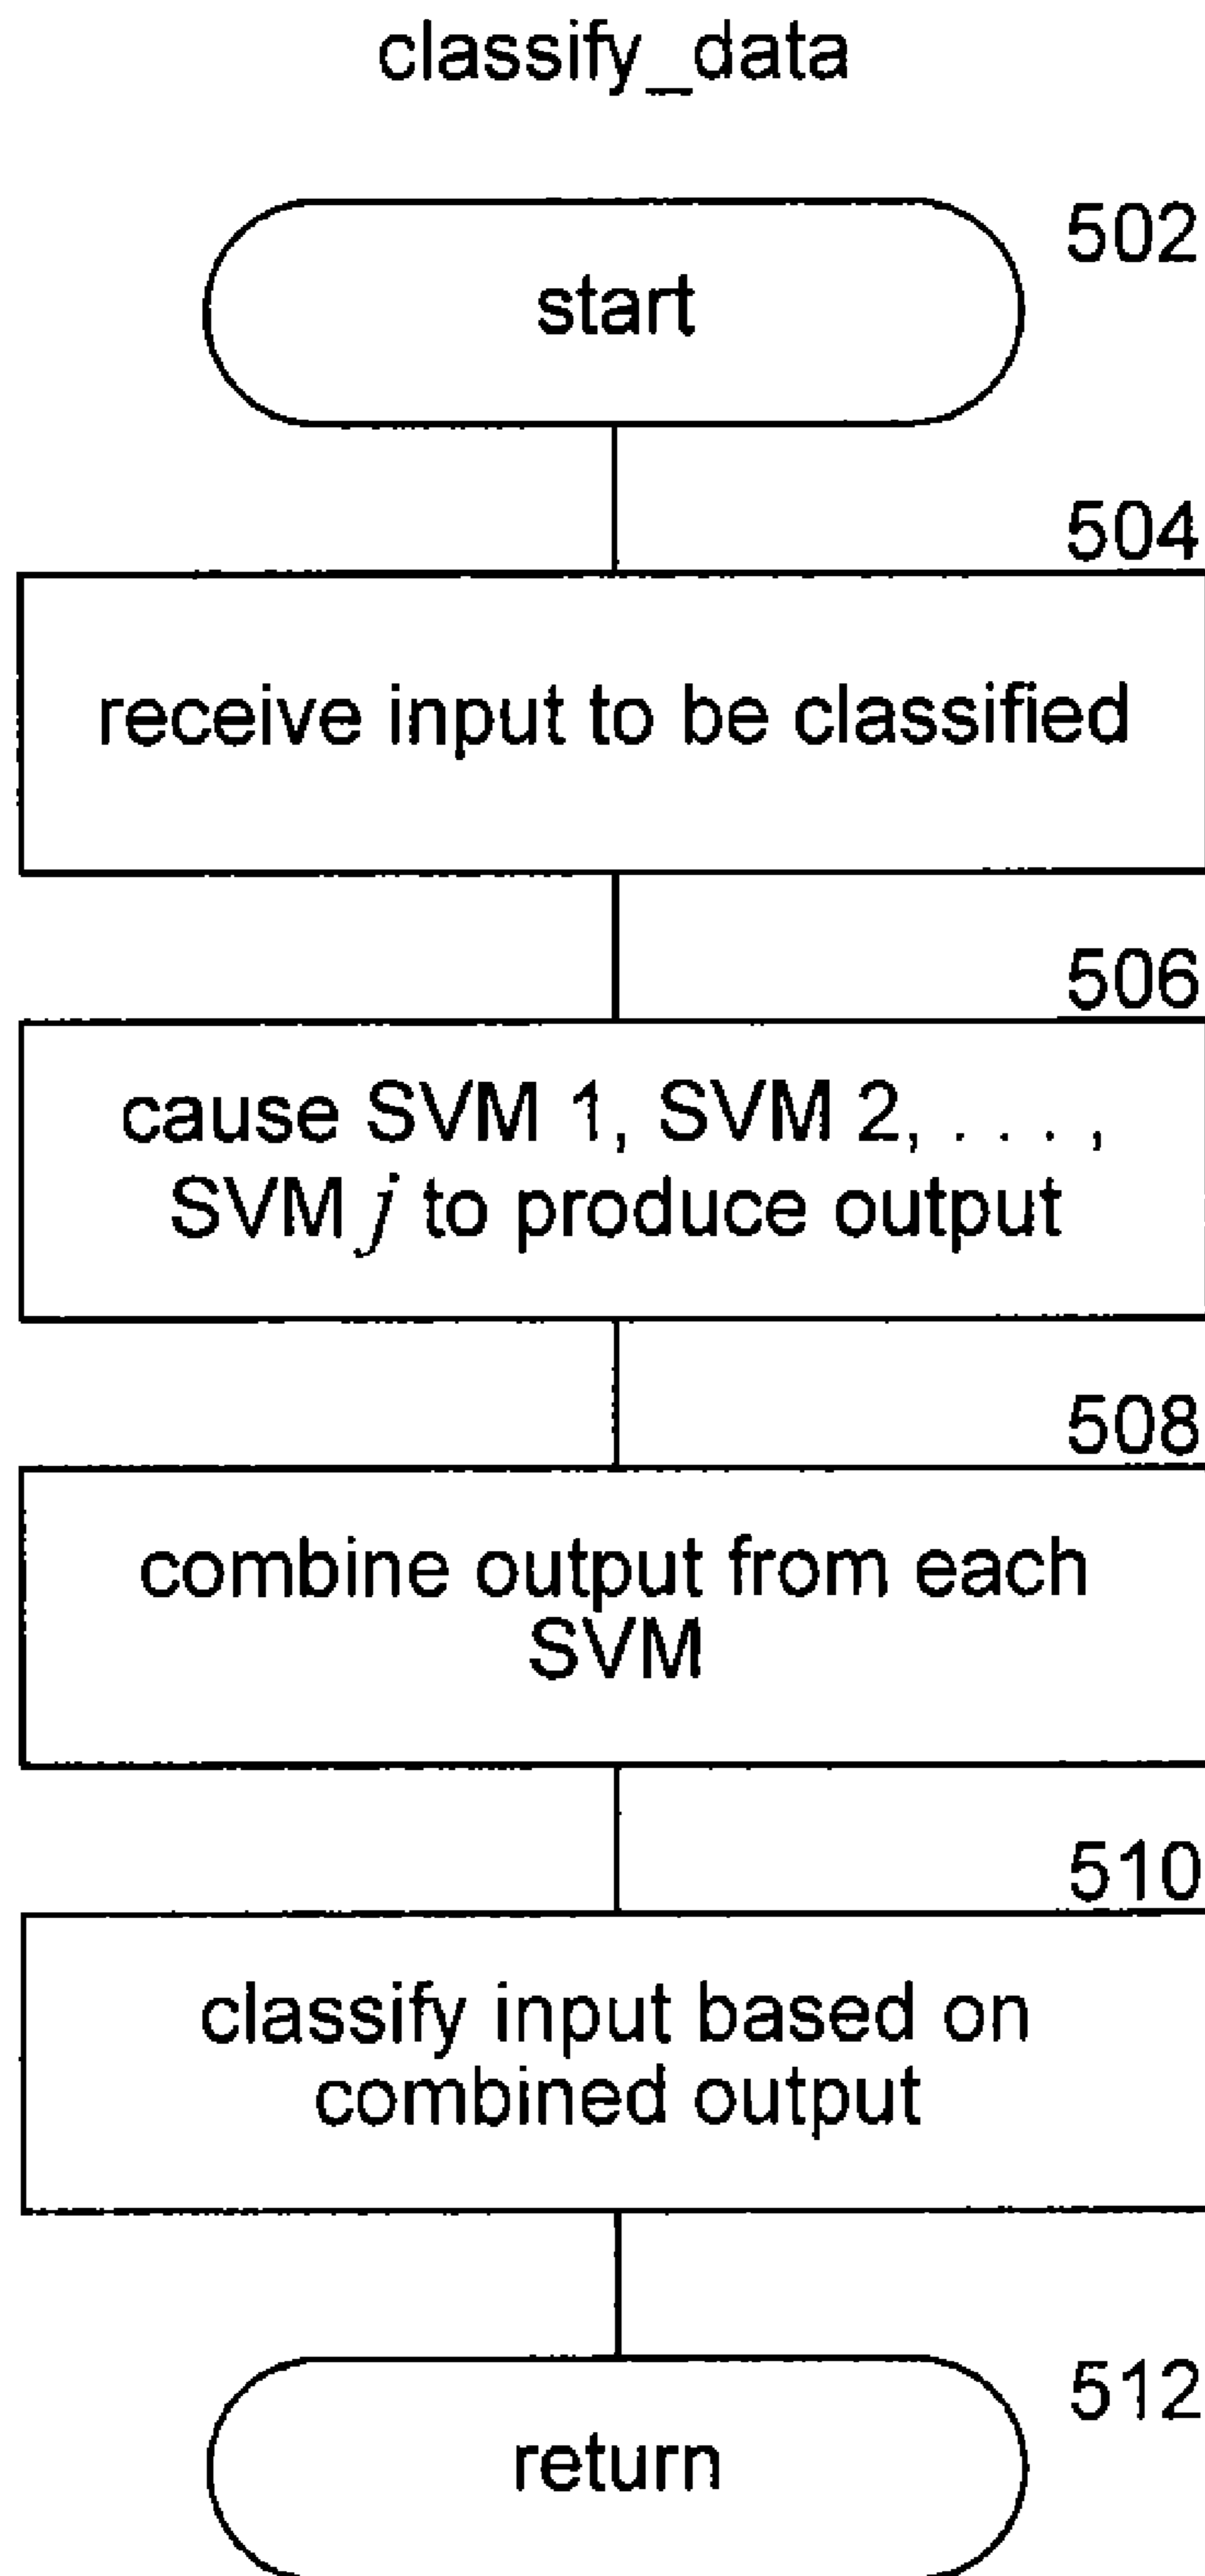 classify_data
502
start
504
receive input to be classified
506
cause SVM 1, SVM 2, . . . ,
SVM j to produce output
508
combine output from each
SVM
510
classify input based on
combined output
512
return